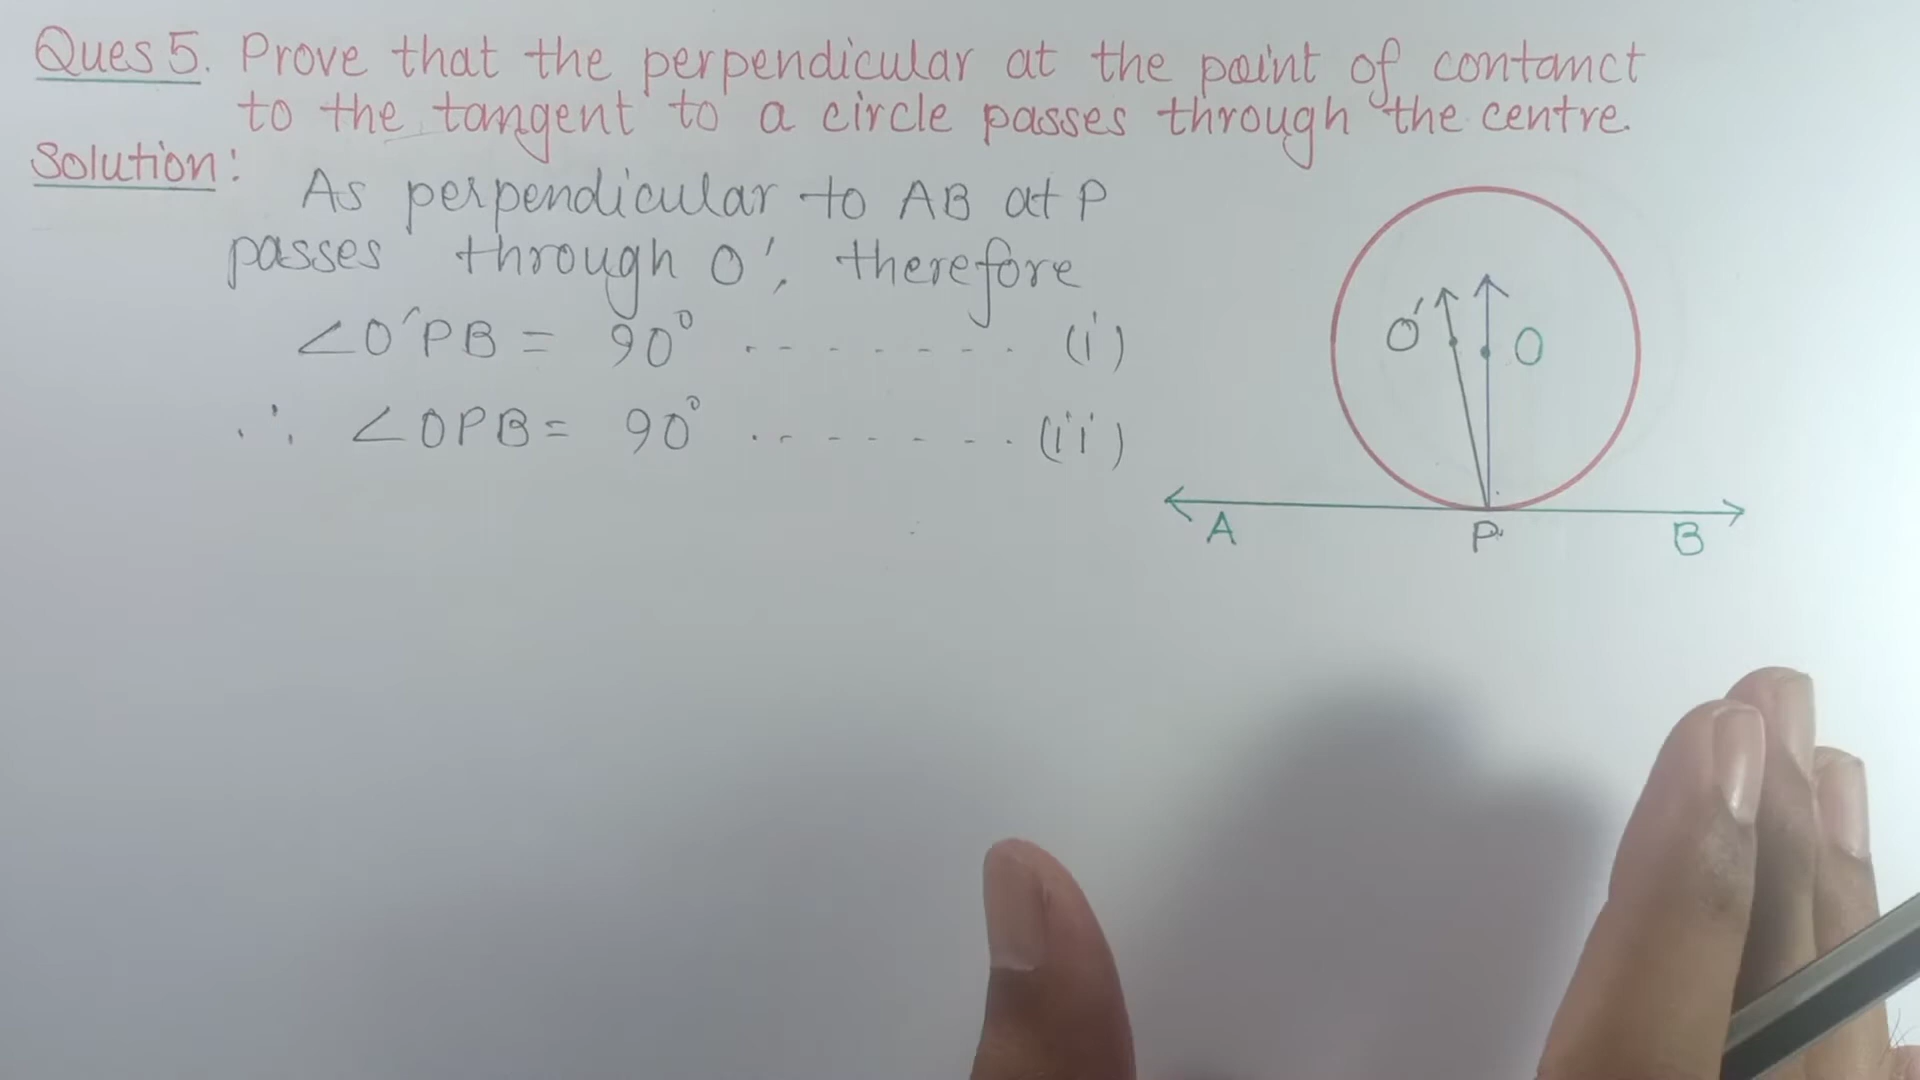 Ques 5. Prove that the perpendicular at the point of contanct
to the tangent to a circle passes through the centre.
Solution:
As perpendicular to AB at P
passes through O', therefore
∠O'PB = 90° - - - - - - - (i)
∴ ∠OPB = 90° - - - - - - - (ii)
O' O
A P B